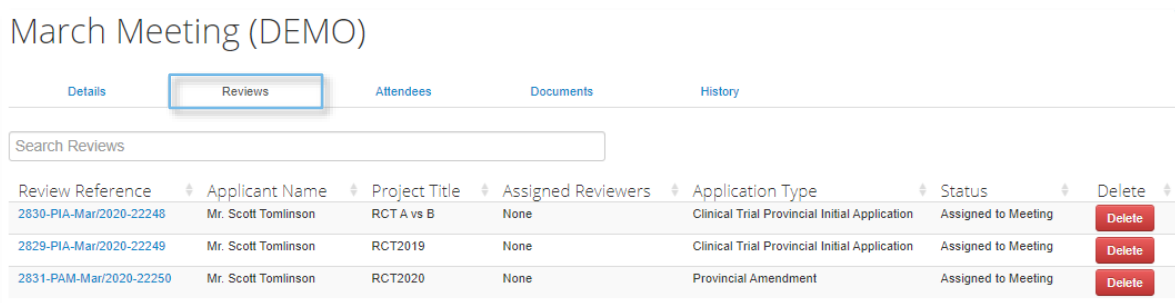 March Meeting (DEMO)
Details Reviews Attendees Documents History
Search Reviews
Review Reference Applicant Name Project Title Assigned Reviewers Application Type Status Delete
2830-PIA-Mar/2020-22248 Mr. Scott Tomlinson RCT A vs B None Clinical Trial Provincial Initial Application Assigned to Meeting Delete
2829-PIA-Mar/2020-22249 Mr. Scott Tomlinson RCT2019 None Clinical Trial Provincial Initial Application Assigned to Meeting Delete
2831-PAM-Mar/2020-22250 Mr. Scott Tomlinson RCT2020 None Provincial Amendment Assigned to Meeting Delete